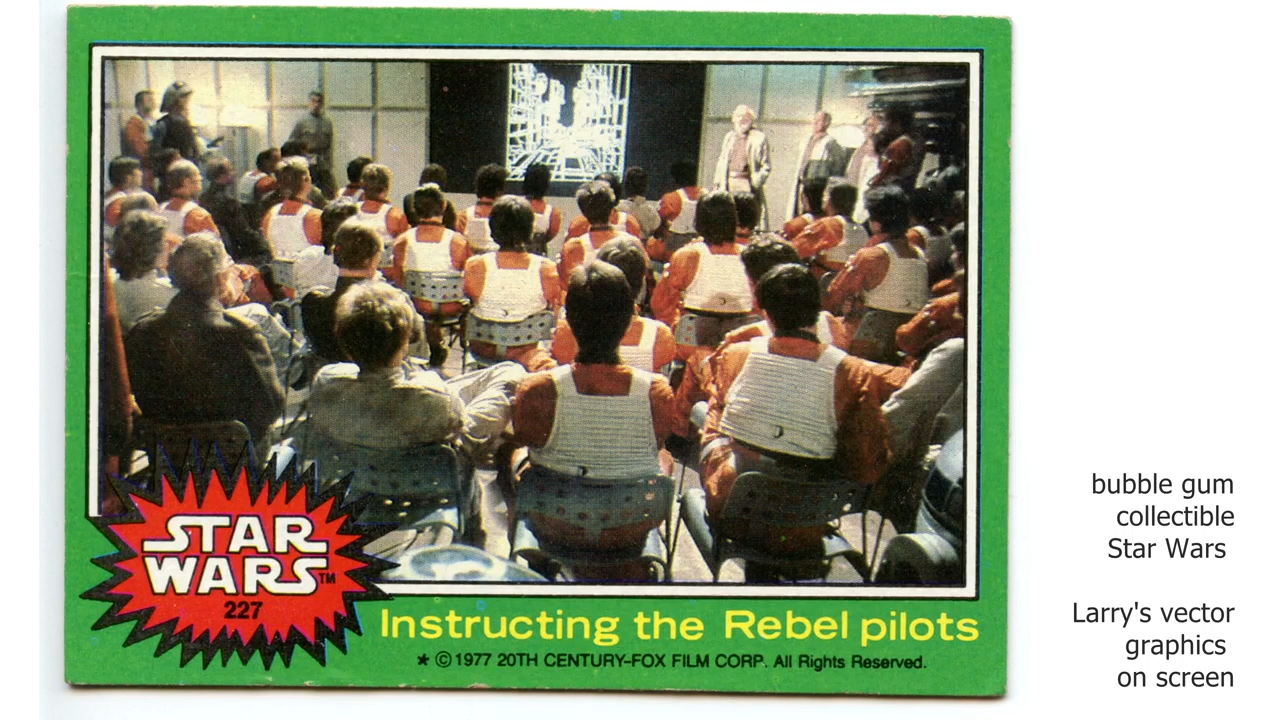 STAR
WARS™
227
Instructing the Rebel pilots
* © 1977 20TH CENTURY-FOX FILM CORP. All Rights Reserved.
bubble gum
collectible
Star Wars
Larry's vector
graphics
on screen